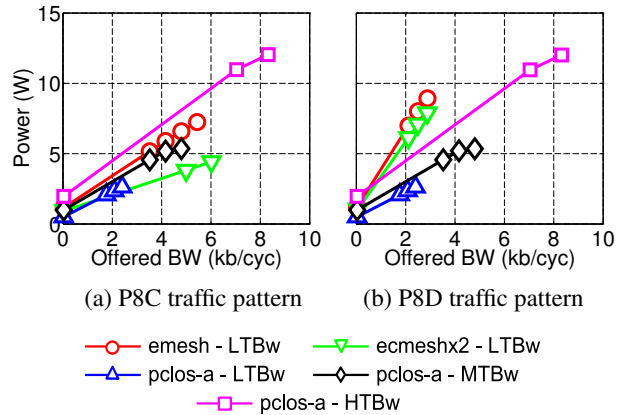 15
10
5
0
Power (W)
0 2 4 6 8 10
0 2 4 6 8 10
Offered BW (kb/cyc)
Offered BW (kb/cyc)
(a) P8C traffic pattern
(b) P8D traffic pattern
emesh - LTBw
ecmeshx2 - LTBw
pclos-a - LTBw
pclos-a - MTBw
pclos-a - HTBw